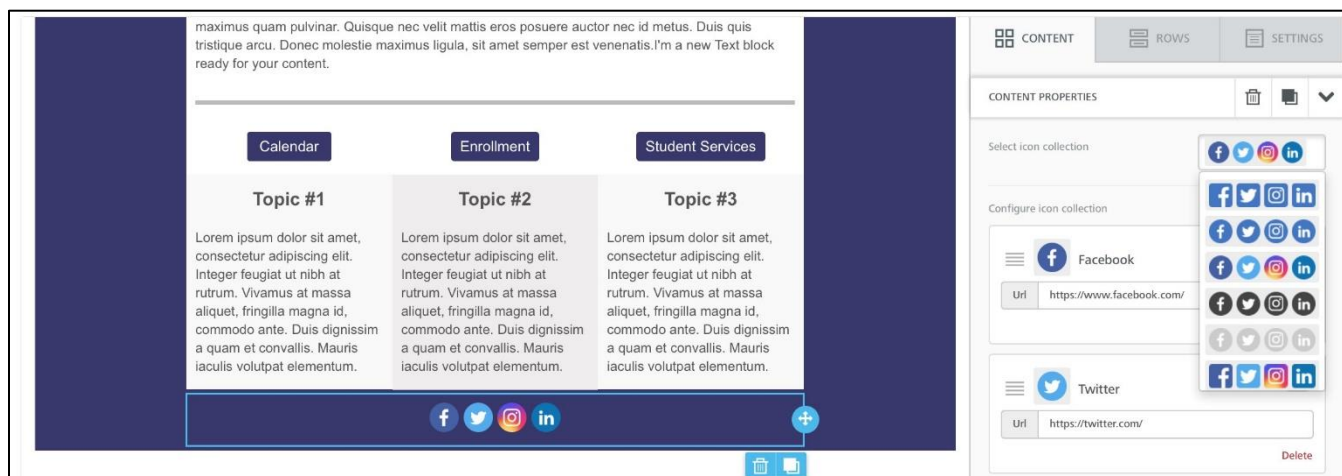 maximus quam pulvinar. Quisque nec velit mattis eros posuere auctor nec id metus. Duis quis
tristique arcu. Donec molestie maximus ligula, sit amet semper est venenatis.I'm a new Text block
ready for your content.
Calendar
Enrollment
Student Services
Topic #1
Lorem ipsum dolor sit amet,
consectetur adipiscing elit.
Integer feugiat ut nibh at
rutrum. Vivamus at massa
aliquet, fringilla magna id,
commodo ante. Duis dignissim
a quam et convallis. Mauris
iaculis volutpat elementum.
Topic #2
Lorem ipsum dolor sit amet,
consectetur adipiscing elit.
Integer feugiat ut nibh at
rutrum. Vivamus at massa
aliquet, fringilla magna id,
commodo ante. Duis dignissim
a quam et convallis. Mauris
iaculis volutpat elementum.
Topic #3
Lorem ipsum dolor sit amet,
consectetur adipiscing elit.
Integer feugiat ut nibh at
rutrum. Vivamus at massa
aliquet, fringilla magna id,
commodo ante. Duis dignissim
a quam et convallis. Mauris
iaculis volutpat elementum.
CONTENT
ROWS
SETTINGS
CONTENT PROPERTIES
Select icon collection
Configure icon collection
Facebook
Url https://www.facebook.com/
Twitter
Url https://twitter.com/
Delete